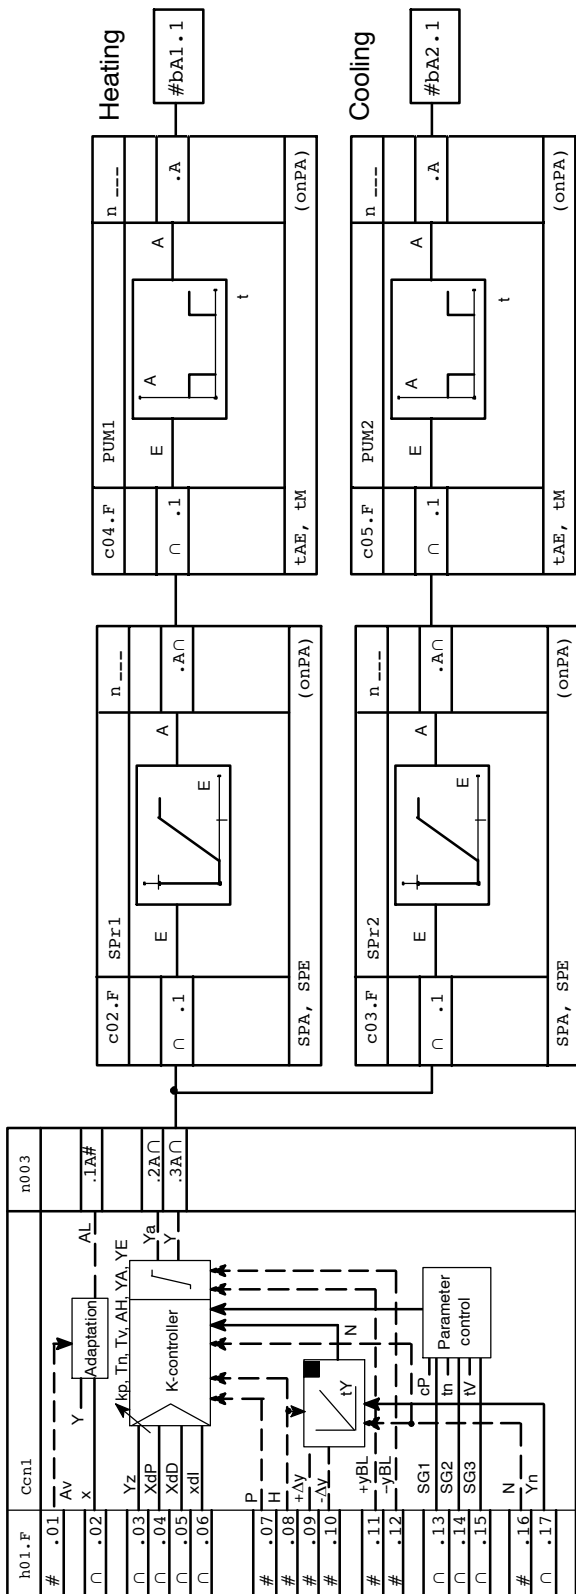 h01.F Ccn1 n003
# .01 Av
∩ .02 x
Y
Adaptation
AL
.1A#
∩ .03 Yz
∩ .04 XdP
∩ .05 XdD
∩ .06 xdI
kp, Tn, Tv, AH, YA, YE
K-controller
Ya
Y
.2A∩
.3A∩
# .07 P
# .08 H
# .09 +Δy
# .10 -Δy
tY
N
# .11 +yBL
# .12 –yBL
∩ .13 SG1
∩ .14 SG2
∩ .15 SG3
cP
tn
tV
Parameter
control
# .16 N
∩ .17 Yn
c02.F SPr1 n ___
∩ .1 E
E
A .A∩
SPA, SPE (onPA)
c04.F PUM1 n ___
∩ .1 E
A
t
A .A
tAE, tM (onPA)
Heating
#bA1.1
c03.F SPr2 n ___
∩ .1 E
E
A .A∩
SPA, SPE (onPA)
c05.F PUM2 n ___
∩ .1 E
A
t
A .A
tAE, tM (onPA)
Cooling
#bA2.1